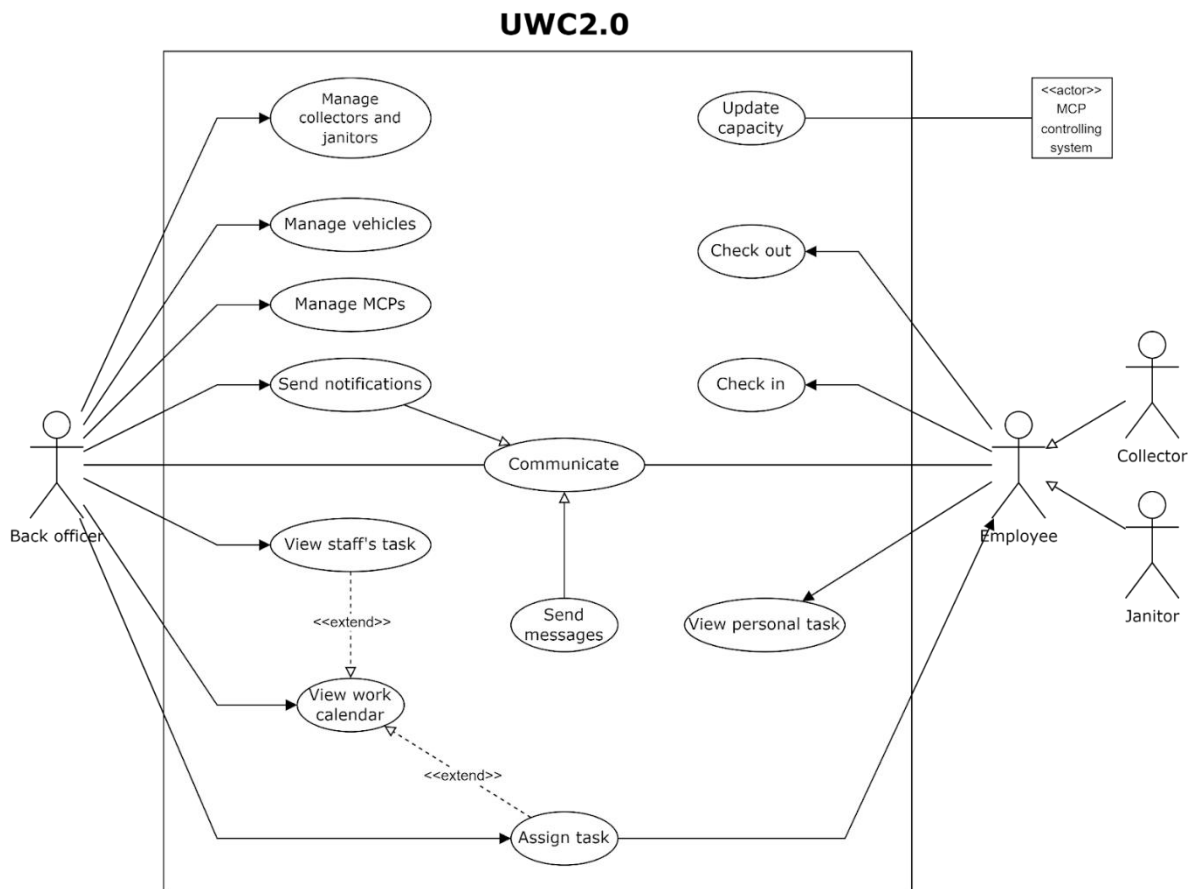 UWC2.0
Manage
collectors and
janitors
Update
capacity
<<actor>>
MCP
controlling
system
Manage vehicles
Check out
Manage MCPs
Send notifications
Check in
Communicate
Collector
Back officer
View staff's task
Employee
Send
messages
View personal task
Janitor
<<extend>>
View work
calendar
<<extend>>
Assign task